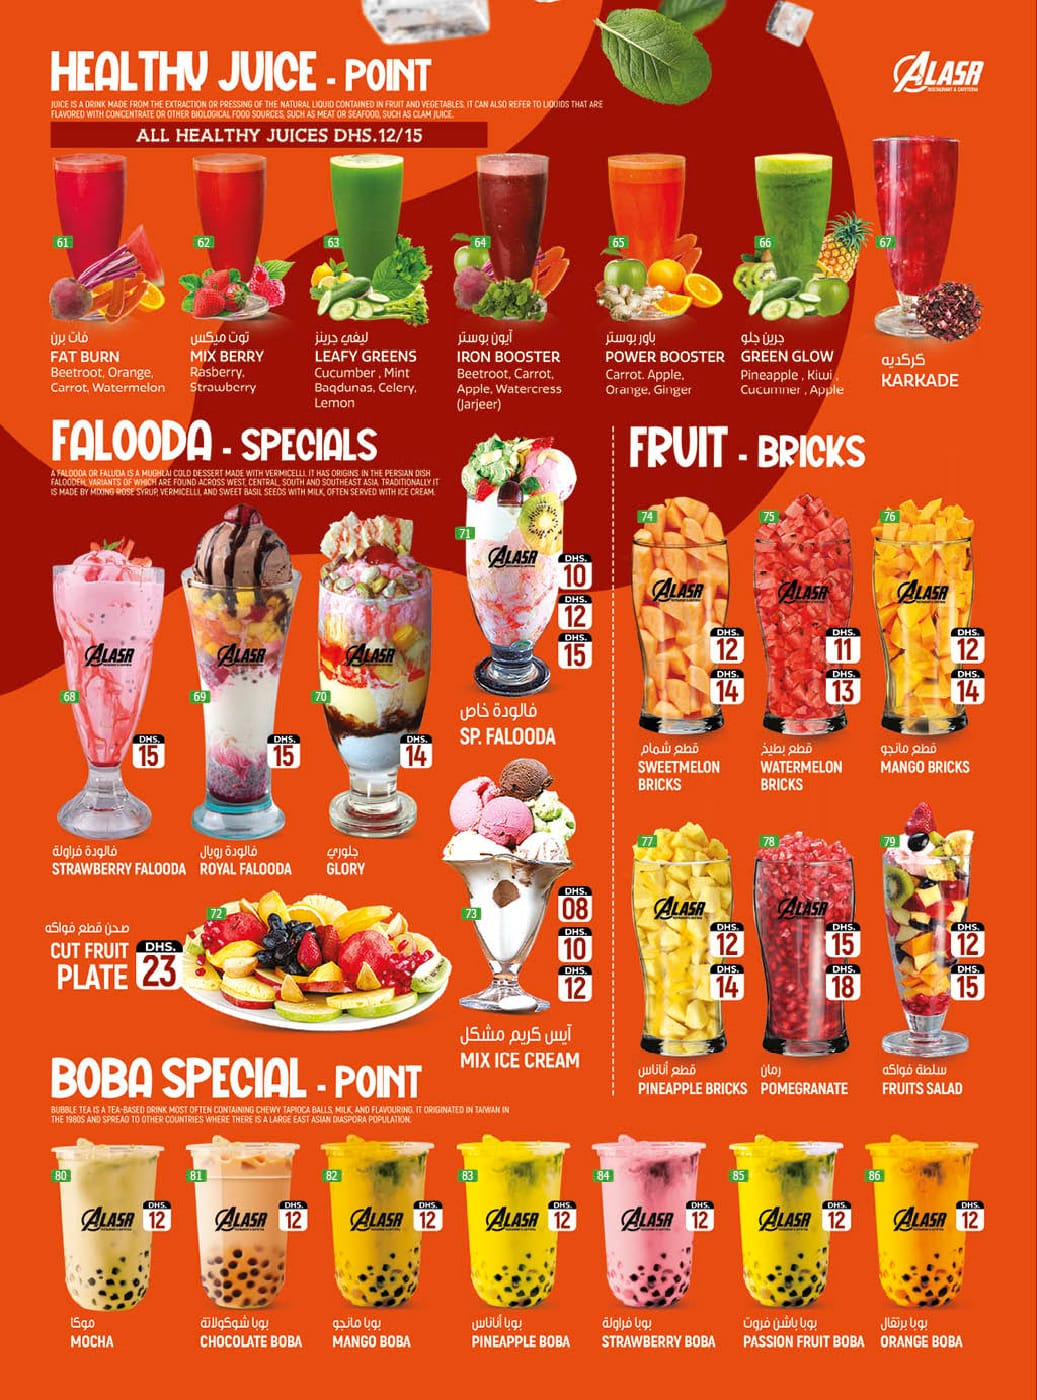 HEALTHY JUICE - POINT
ALASR
RESTAURANT & CAFETERIA
JUICE IS A DRINK MADE FROM THE EXTRACTION OR PRESSING OF THE NATURAL LIQUID CONTAINED IN FRUIT AND VEGETABLES. IT CAN ALSO REFER TO LIQUIDS THAT ARE
FLAVORED WITH CONCENTRATE OR OTHER BIOLOGICAL FOOD SOURCES, SUCH AS MEAT OR SEAFOOD, SUCH AS CLAM JUICE.
ALL HEALTHY JUICES DHS.12/15
61
فات برن
FAT BURN
Beetroot, Orange,
Carrot, Watermelon
62
توت ميكس
MIX BERRY
Rasberry,
Strawberry
63
ليفي جرينز
LEAFY GREENS
Cucumber , Mint
Baqdunas, Celery,
Lemon
64
آيون بوستر
IRON BOOSTER
Beetroot, Carrot,
Apple, Watercress
(Jarjeer)
65
باور بوستر
POWER BOOSTER
Carrot. Apple,
Orange, Ginger
66
جرين جلو
GREEN GLOW
Pineapple , Kiwi ,
Cucumner , Apple
67
كركديه
KARKADE
FALOODA - SPECIALS
A FALOODA OR FALUDA IS A MUGHLAI COLD DESSERT MADE WITH VERMICELLI. IT HAS ORIGINS IN THE PERSIAN DISH
FALOODEH, VARIANTS OF WHICH ARE FOUND ACROSS WEST, CENTRAL, SOUTH AND SOUTHEAST ASIA. TRADITIONALLY IT
IS MADE BY MIXING ROSE SYRUP, VERMICELLI, AND SWEET BASIL SEEDS WITH MILK, OFTEN SERVED WITH ICE CREAM.
68
ALASR
DHS.
15
فالودة فراولة
STRAWBERRY FALOODA
69
ALASR
DHS.
15
فالودة رويال
ROYAL FALOODA
70
ALASR
DHS.
14
جلوري
GLORY
71
ALASR
DHS.
10
DHS.
12
DHS.
15
فالودة خاص
SP. FALOODA
72
صحن قطع فواكه
CUT FRUIT
PLATE
DHS.
23
73
DHS.
08
DHS.
10
DHS.
12
آيس كريم مشكل
MIX ICE CREAM
FRUIT - BRICKS
74
ALASR
DHS.
12
DHS.
14
قطع شمام
SWEETMELON
BRICKS
75
ALASR
DHS.
11
DHS.
13
قطع بطيخ
WATERMELON
BRICKS
76
ALASR
DHS.
12
DHS.
14
قطع مانجو
MANGO BRICKS
77
ALASR
DHS.
12
DHS.
14
قطع أناناس
PINEAPPLE BRICKS
78
ALASR
DHS.
15
DHS.
18
رمان
POMEGRANATE
79
DHS.
12
DHS.
15
سلطة فواكه
FRUITS SALAD
BOBA SPECIAL - POINT
BUBBLE TEA IS A TEA-BASED DRINK MOST OFTEN CONTAINING CHEWY TAPIOCA BALLS, MILK, AND FLAVOURING. IT ORIGINATED IN TAIWAN IN
THE 1980S AND SPREAD TO OTHER COUNTRIES WHERE THERE IS A LARGE EAST ASIAN DIASPORA POPULATION.
80
ALASR
DHS.
12
موكا
MOCHA
81
ALASR
DHS.
12
بوبا شوكولاتة
CHOCOLATE BOBA
82
ALASR
DHS.
12
بوبا مانجو
MANGO BOBA
83
ALASR
DHS.
12
بوبا أناناس
PINEAPPLE BOBA
84
ALASR
DHS.
12
بوبا فراولة
STRAWBERRY BOBA
85
ALASR
DHS.
12
بوبا باشن فروت
PASSION FRUIT BOBA
86
ALASR
DHS.
12
بوبا برتقال
ORANGE BOBA